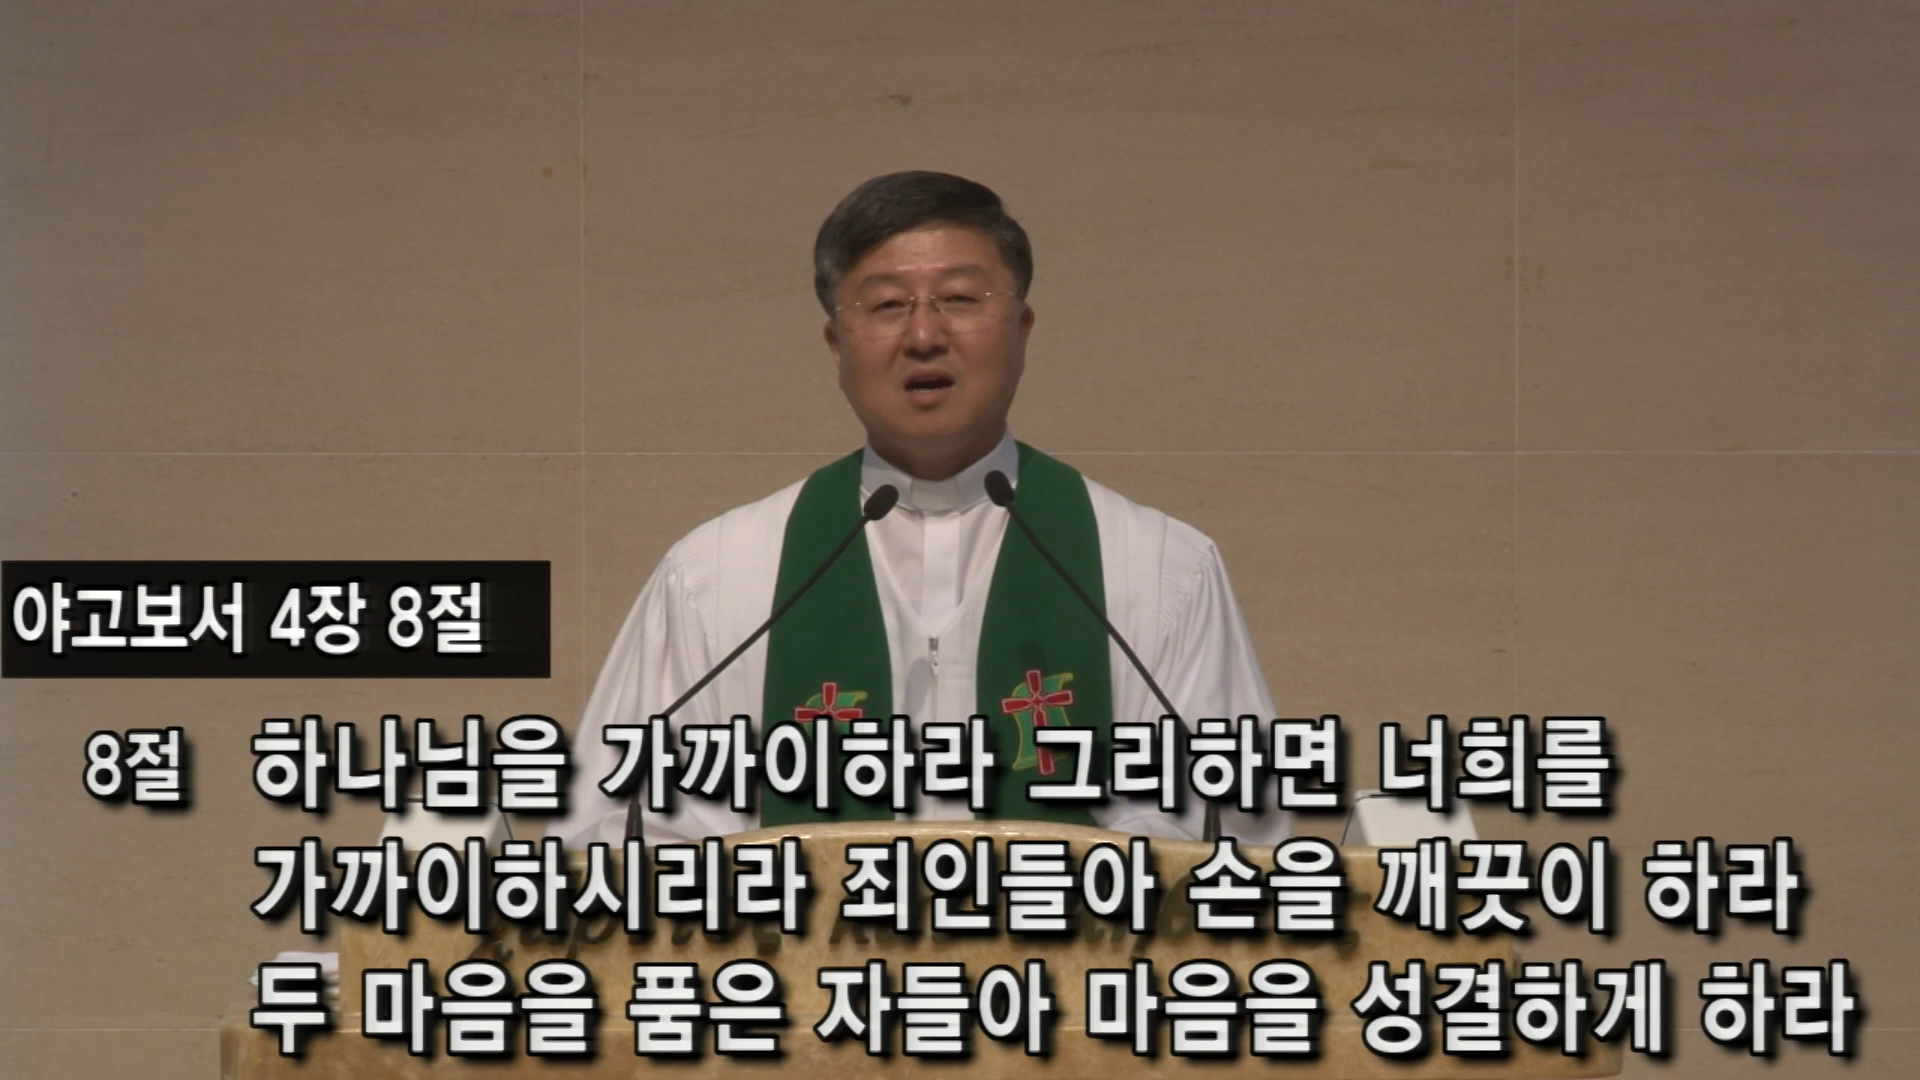 야고보서 4장 8절
8절 하나님을 가까이하라 그리하면 너희를
가까이하시리라 죄인들아 손을 깨끗이 하라
두 마음을 품은 자들아 마음을 성결하게 하라